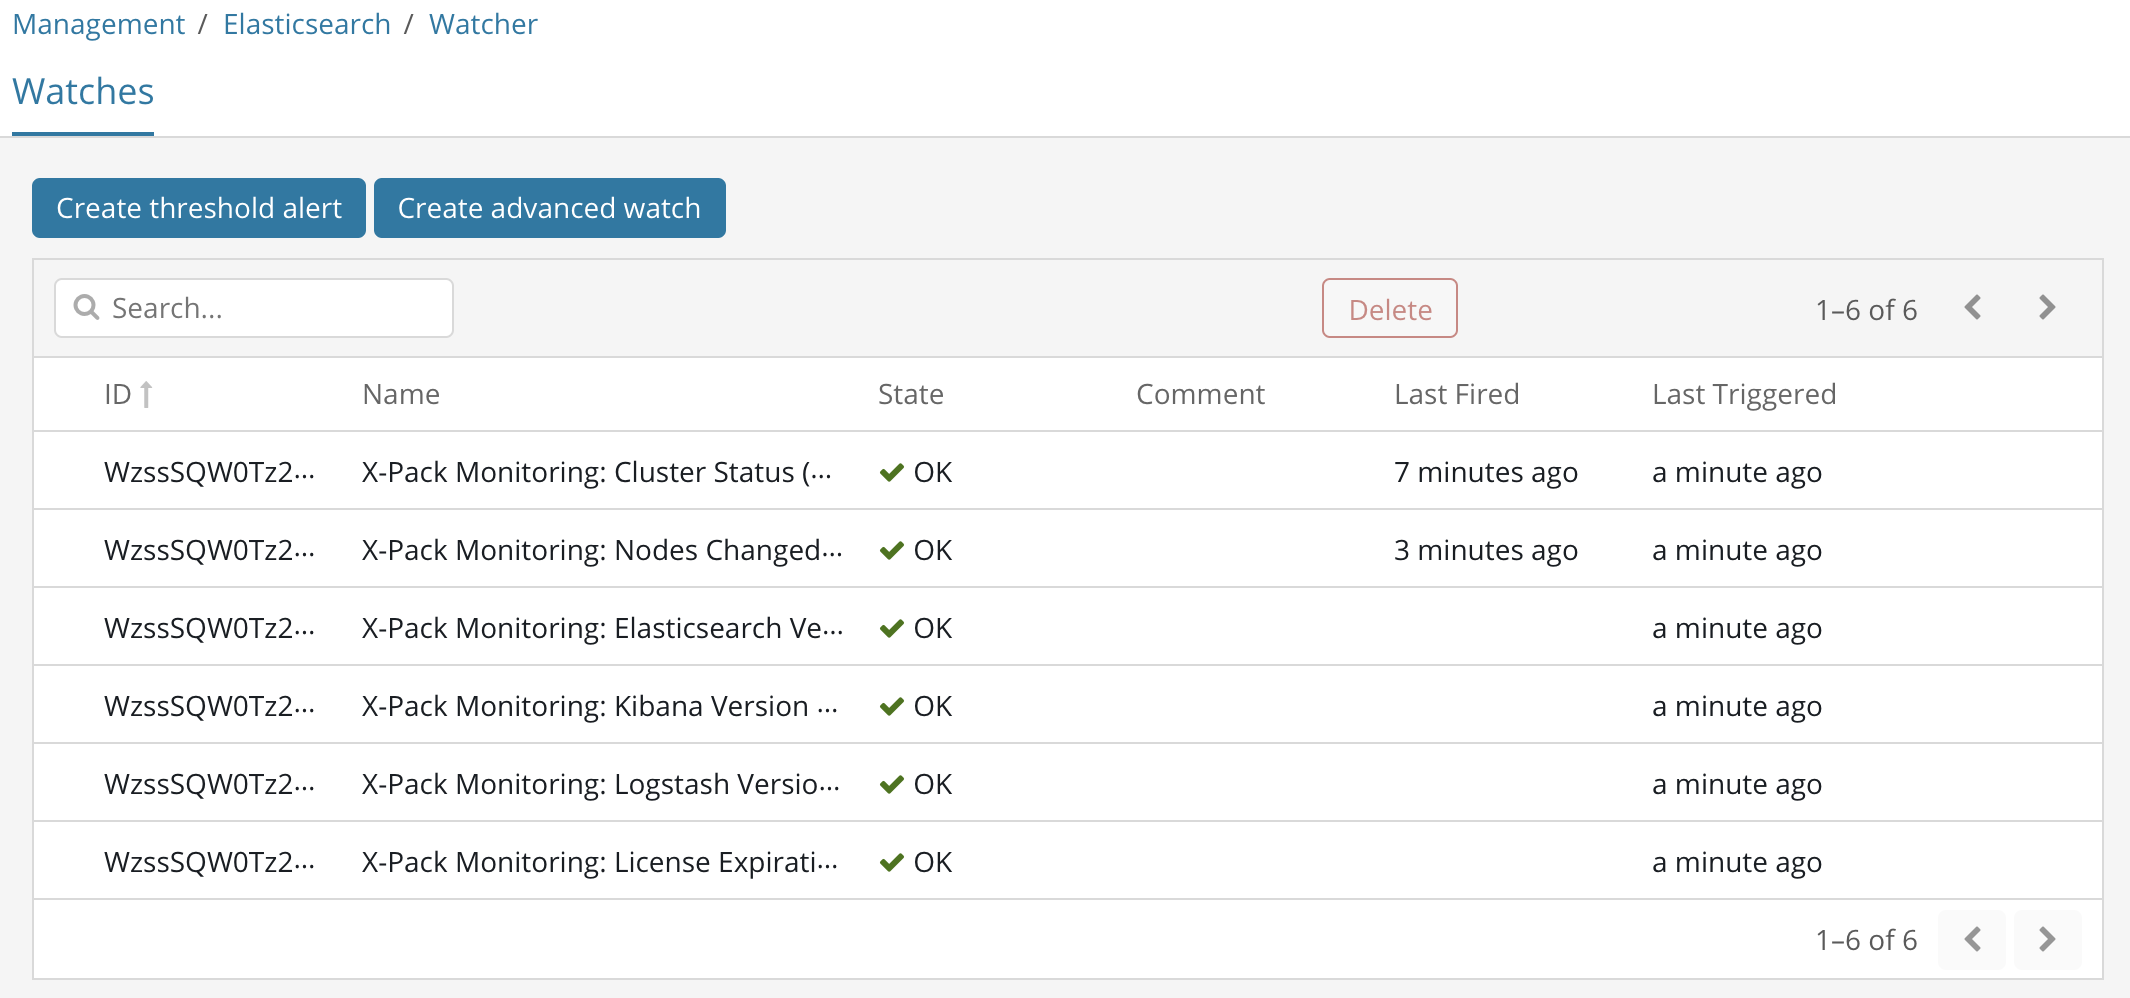 Management / Elasticsearch / Watcher
Watches
Create threshold alert Create advanced watch
Search... Delete 1–6 of 6
ID Name State Comment Last Fired Last Triggered
WzssSQW0Tz2... X-Pack Monitoring: Cluster Status (... OK 7 minutes ago a minute ago
WzssSQW0Tz2... X-Pack Monitoring: Nodes Changed... OK 3 minutes ago a minute ago
WzssSQW0Tz2... X-Pack Monitoring: Elasticsearch Ve... OK a minute ago
WzssSQW0Tz2... X-Pack Monitoring: Kibana Version ... OK a minute ago
WzssSQW0Tz2... X-Pack Monitoring: Logstash Versio... OK a minute ago
WzssSQW0Tz2... X-Pack Monitoring: License Expirati... OK a minute ago
1–6 of 6